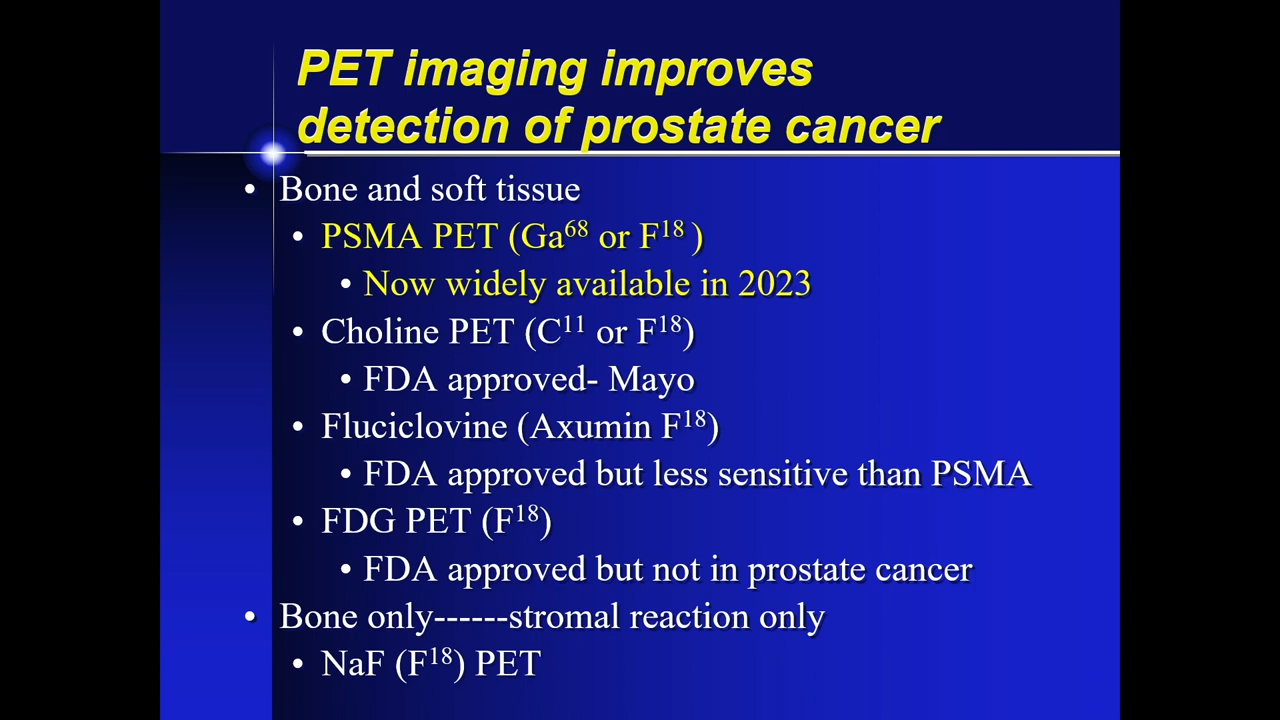 PET imaging improves
detection of prostate cancer
• Bone and soft tissue
• PSMA PET (Ga⁶⁸ or F¹⁸ )
• Now widely available in 2023
• Choline PET (C¹¹ or F¹⁸)
• FDA approved- Mayo
• Fluciclovine (Axumin F¹⁸)
• FDA approved but less sensitive than PSMA
• FDG PET (F¹⁸)
• FDA approved but not in prostate cancer
• Bone only------stromal reaction only
• NaF (F¹⁸) PET